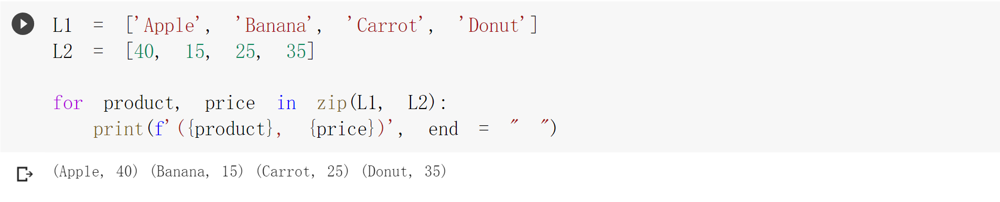 L1 = ['Apple', 'Banana', 'Carrot', 'Donut']
L2 = [40, 15, 25, 35]
for product, price in zip(L1, L2):
    print(f'({product}, {price})', end = " ")
(Apple, 40) (Banana, 15) (Carrot, 25) (Donut, 35)